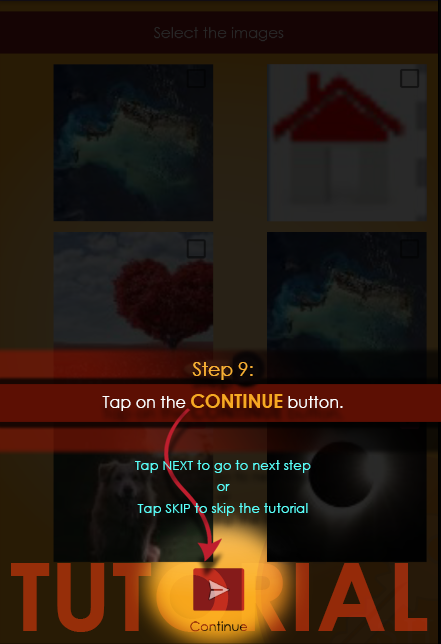 Select the images
Step 9:
Tap on the CONTINUE button.
Tap NEXT to go to next step
or
Tap SKIP to skip the tutorial
TUTORIAL
Continue